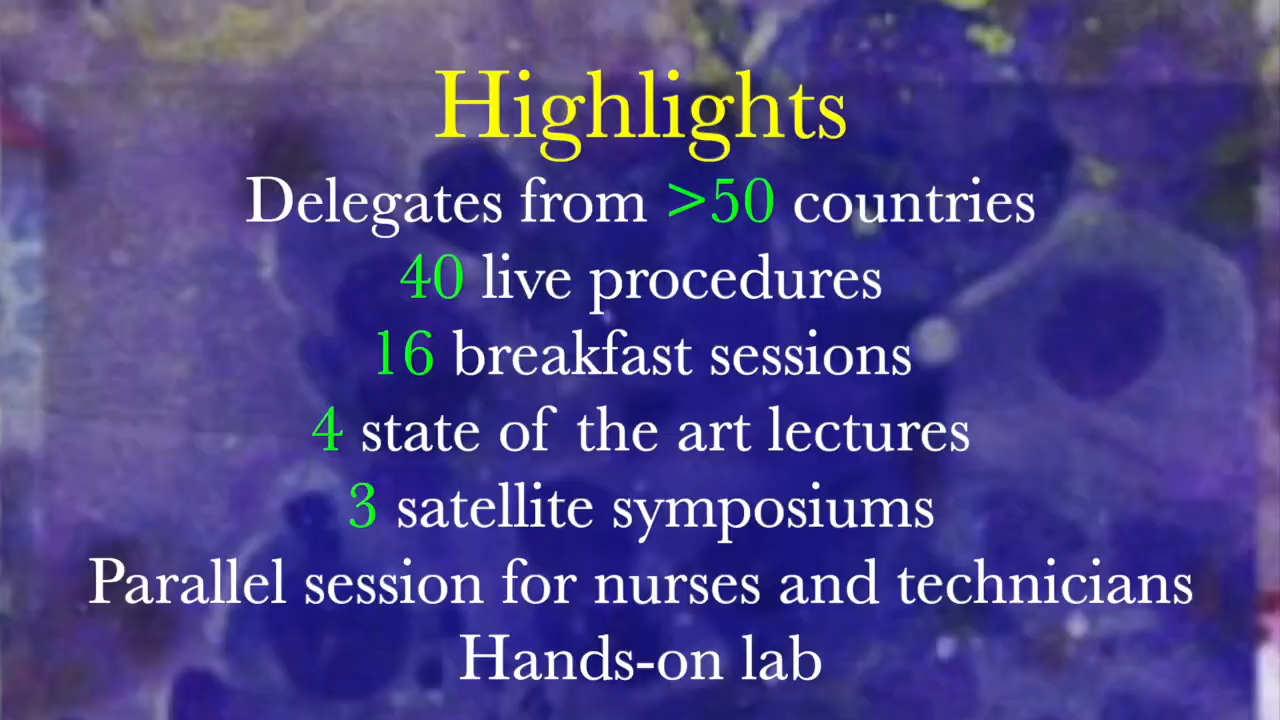 Highlights
Delegates from >50 countries
40 live procedures
16 breakfast sessions
4 state of the art lectures
3 satellite symposiums
Parallel session for nurses and technicians
Hands-on lab